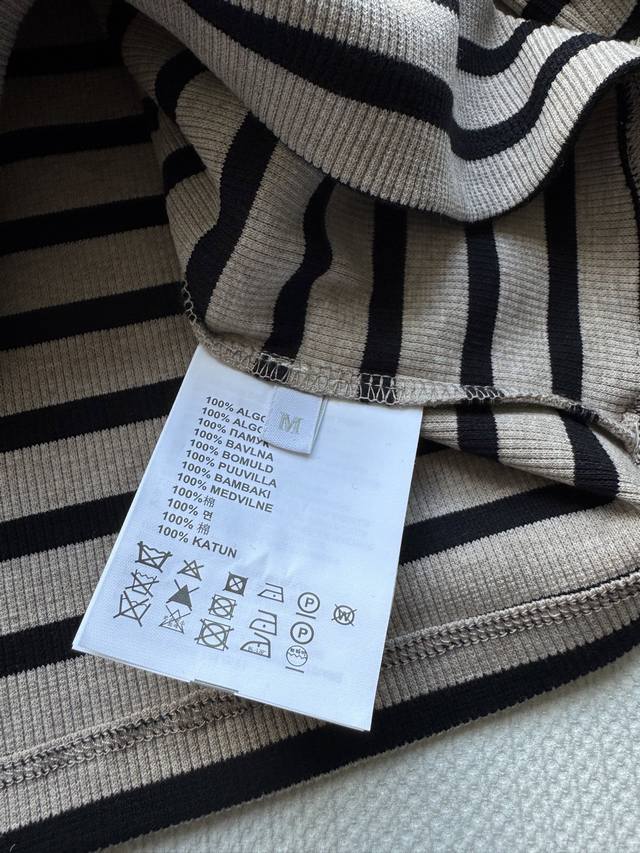 100% ALGO
100% ALGO
100% ПАМУК
100% BAVLNA
100% BOMULD
100% PUUVILLA
100% BAMBAKI
100% MEDVILNE
100%棉
100% 면
100% 棉
100% KATUN
M
P W
P